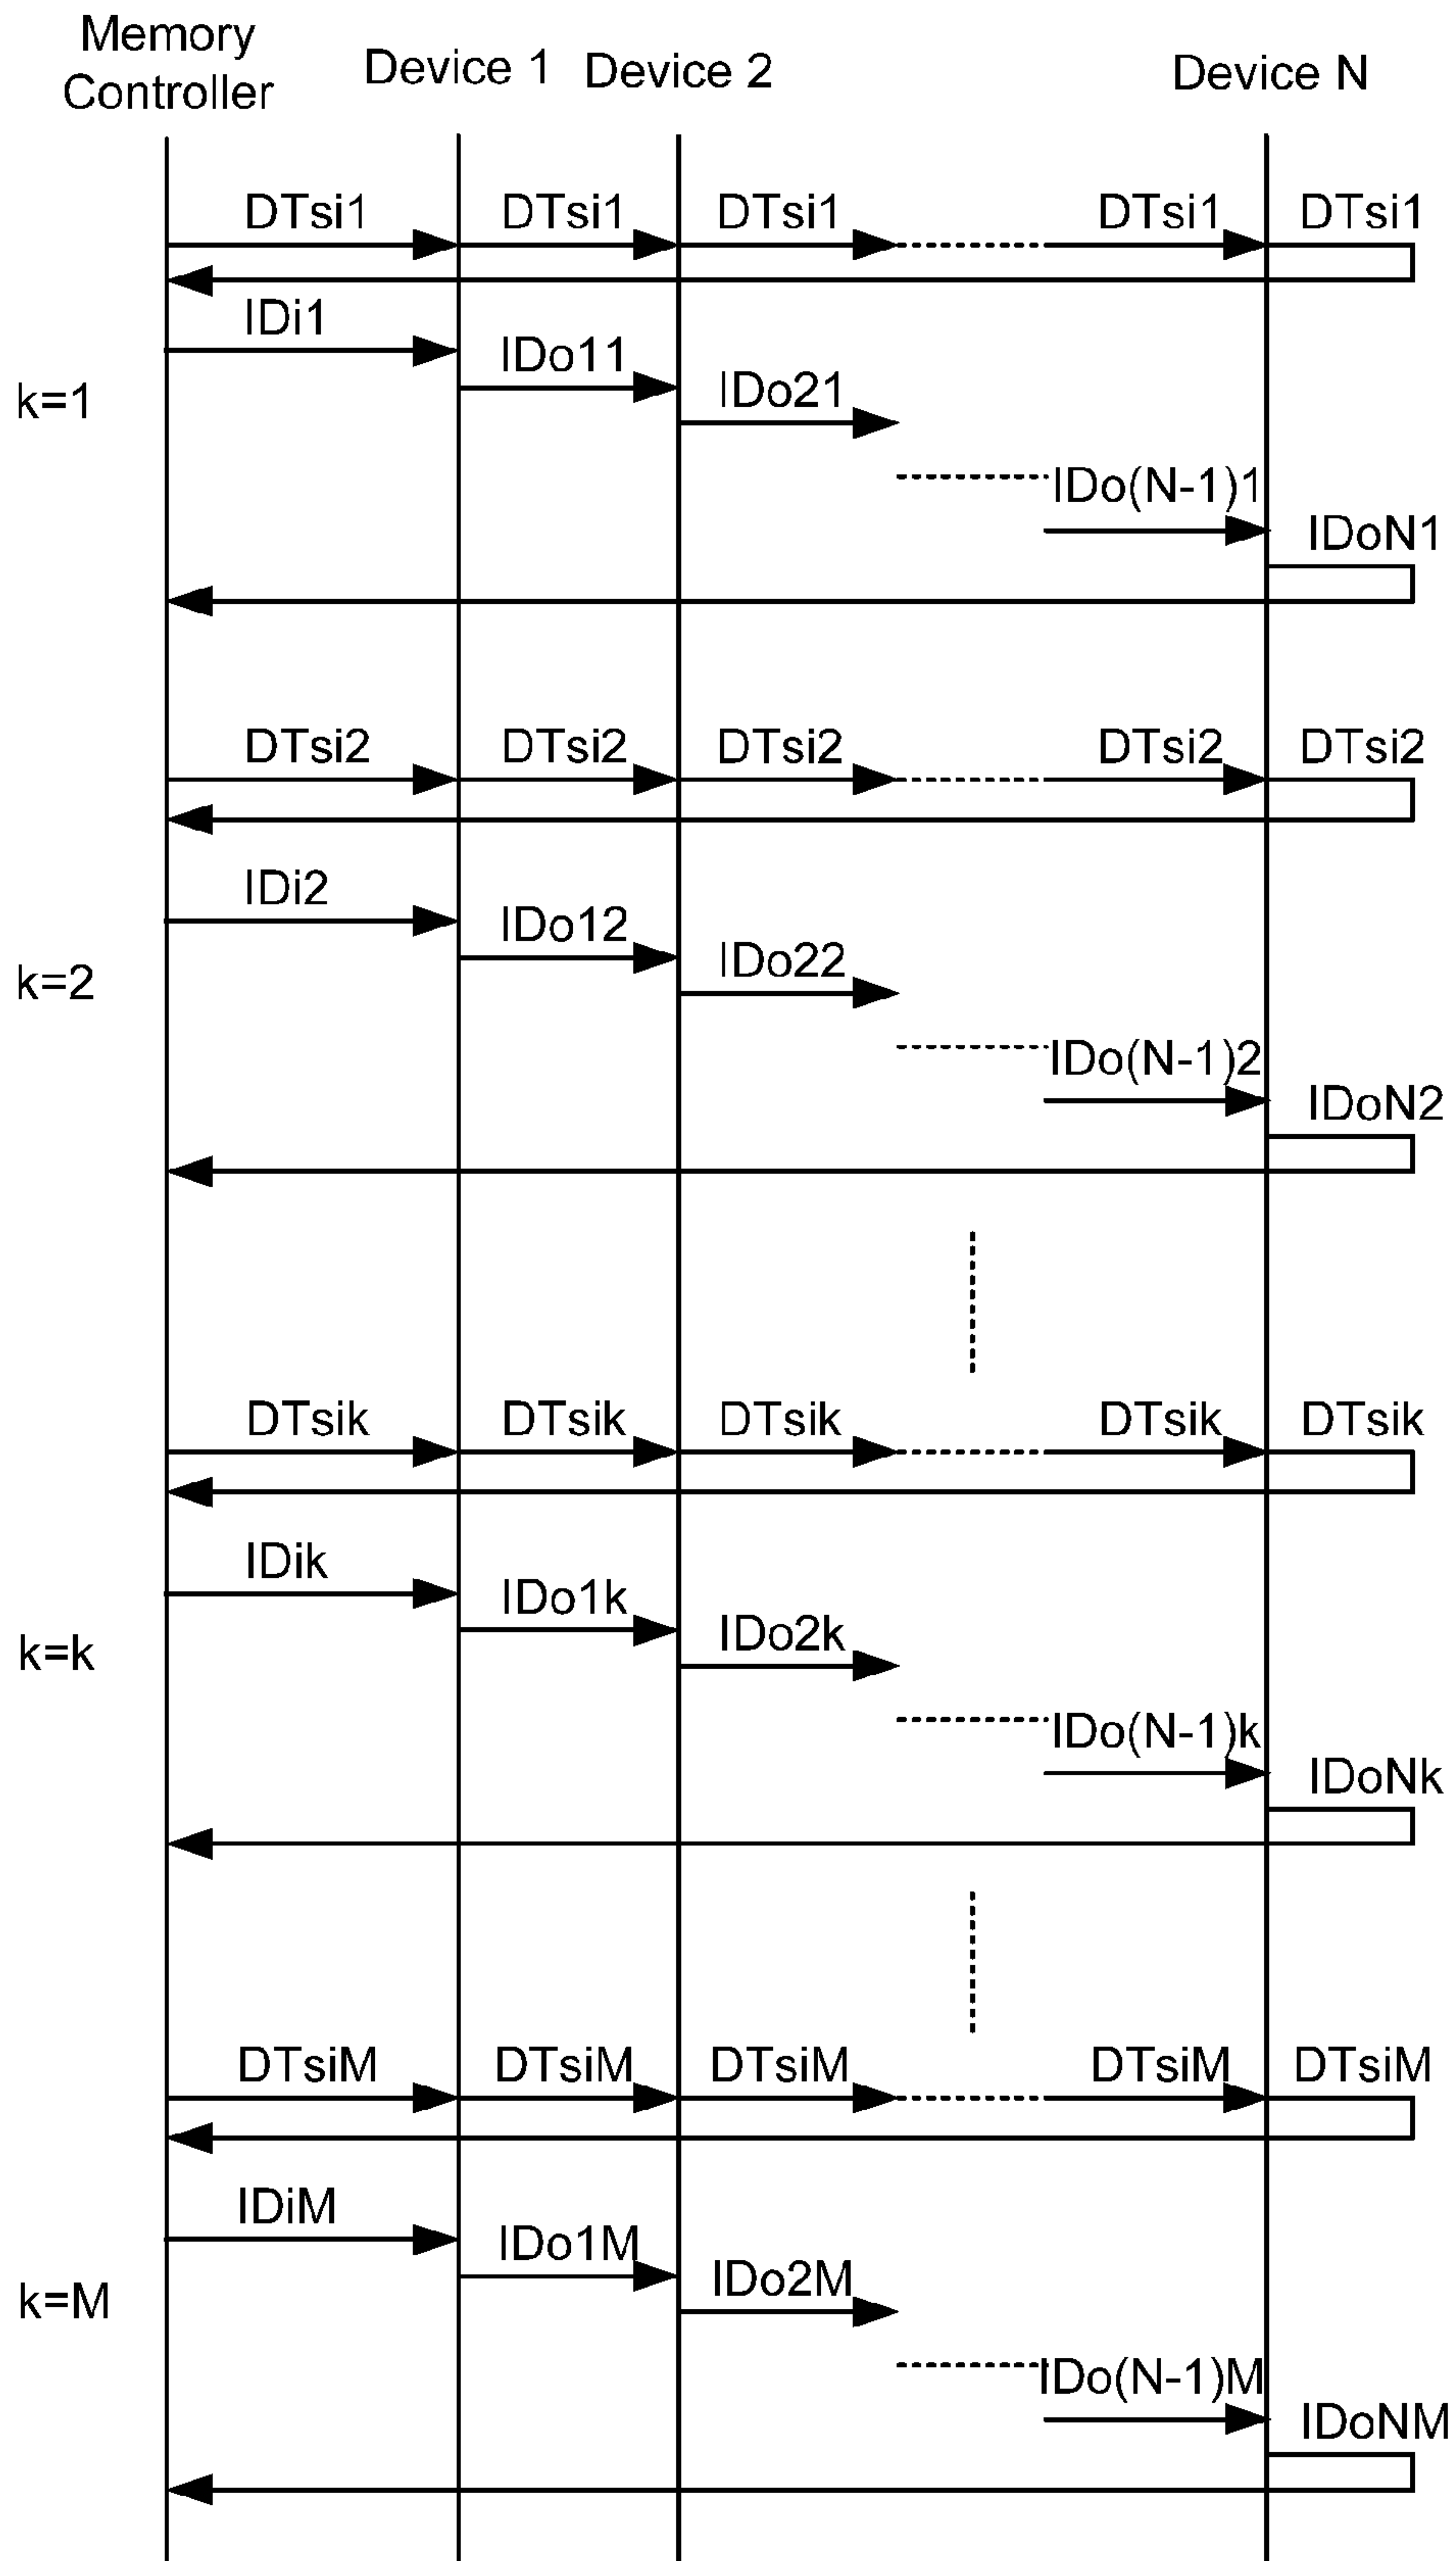 Memory
Controller
Device 1
Device 2
Device N
DTsi1
DTsi1
DTsi1
DTsi1
DTsi1
IDi1
IDo11
IDo21
k=1
IDo(N-1)1
IDoN1
DTsi2
DTsi2
DTsi2
DTsi2
DTsi2
IDi2
IDo12
IDo22
k=2
IDo(N-1)2
IDoN2
DTsik
DTsik
DTsik
DTsik
DTsik
IDik
IDo1k
IDo2k
k=k
IDo(N-1)k
IDoNk
DTsiM
DTsiM
DTsiM
DTsiM
DTsiM
IDiM
IDo1M
IDo2M
k=M
IDo(N-1)M
IDoNM